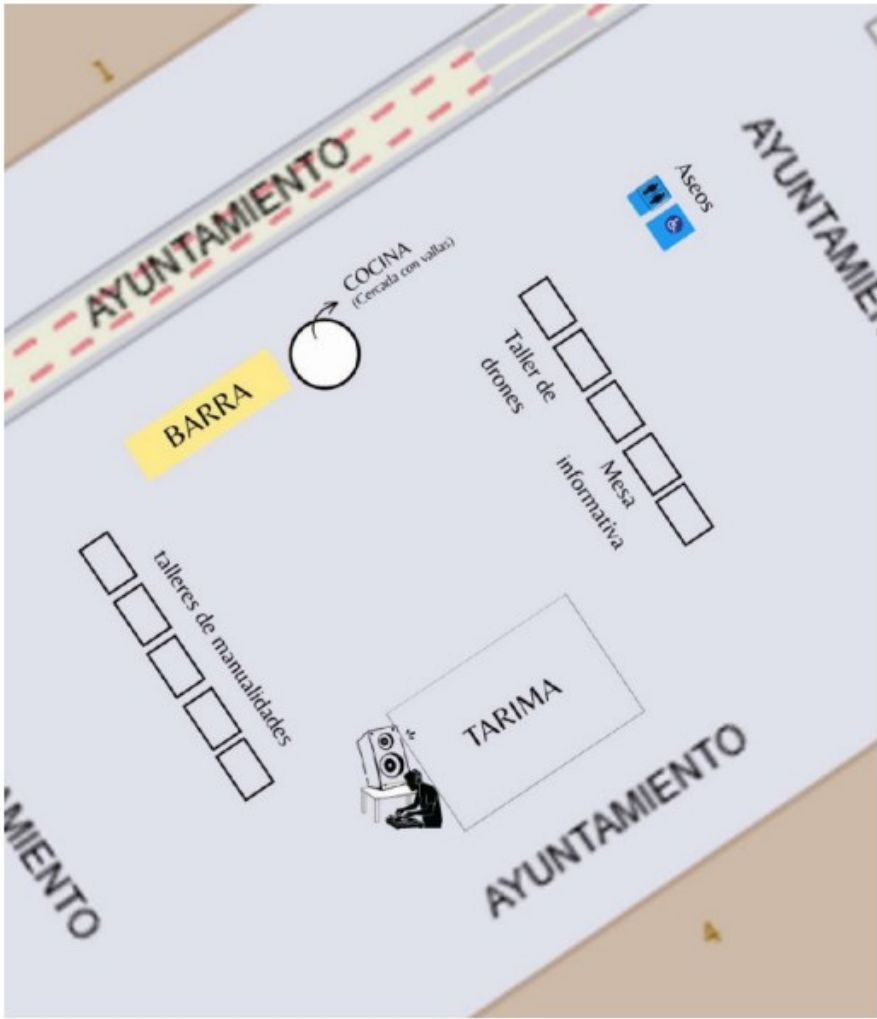 1
AYUNTAMIENTO
Aseos
AYUNTAMIE
COCINA
(Cercada con vallas)
BARRA
Taller de
drones
Mesa
informativa
talleres de manualidades
TARIMA
AYUNTAMIENTO
AMIENTO
4